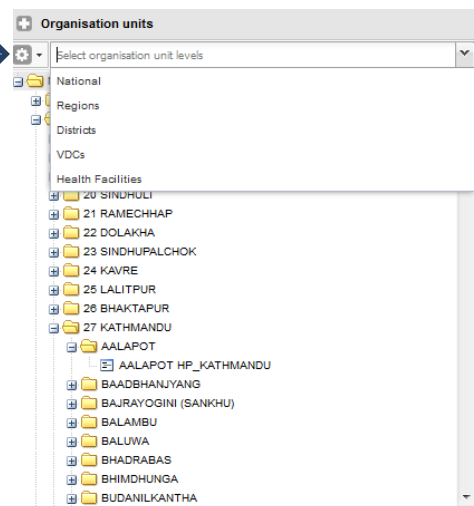 Organisation units
Select organisation unit levels
National
Regions
Districts
VDCs
Health Facilities
20 SINDHULI
21 RAMECHHAP
22 DOLAKHA
23 SINDHUPALCHOK
24 KAVRE
25 LALITPUR
26 BHAKTAPUR
27 KATHMANDU
AALAPOT
AALAPOT HP_KATHMANDU
BAADBHANJYANG
BAJRAYOGINI (SANKHU)
BALAMBU
BALUWA
BHADRABAS
BHIMDHUNGA
BUDANILKANTHA